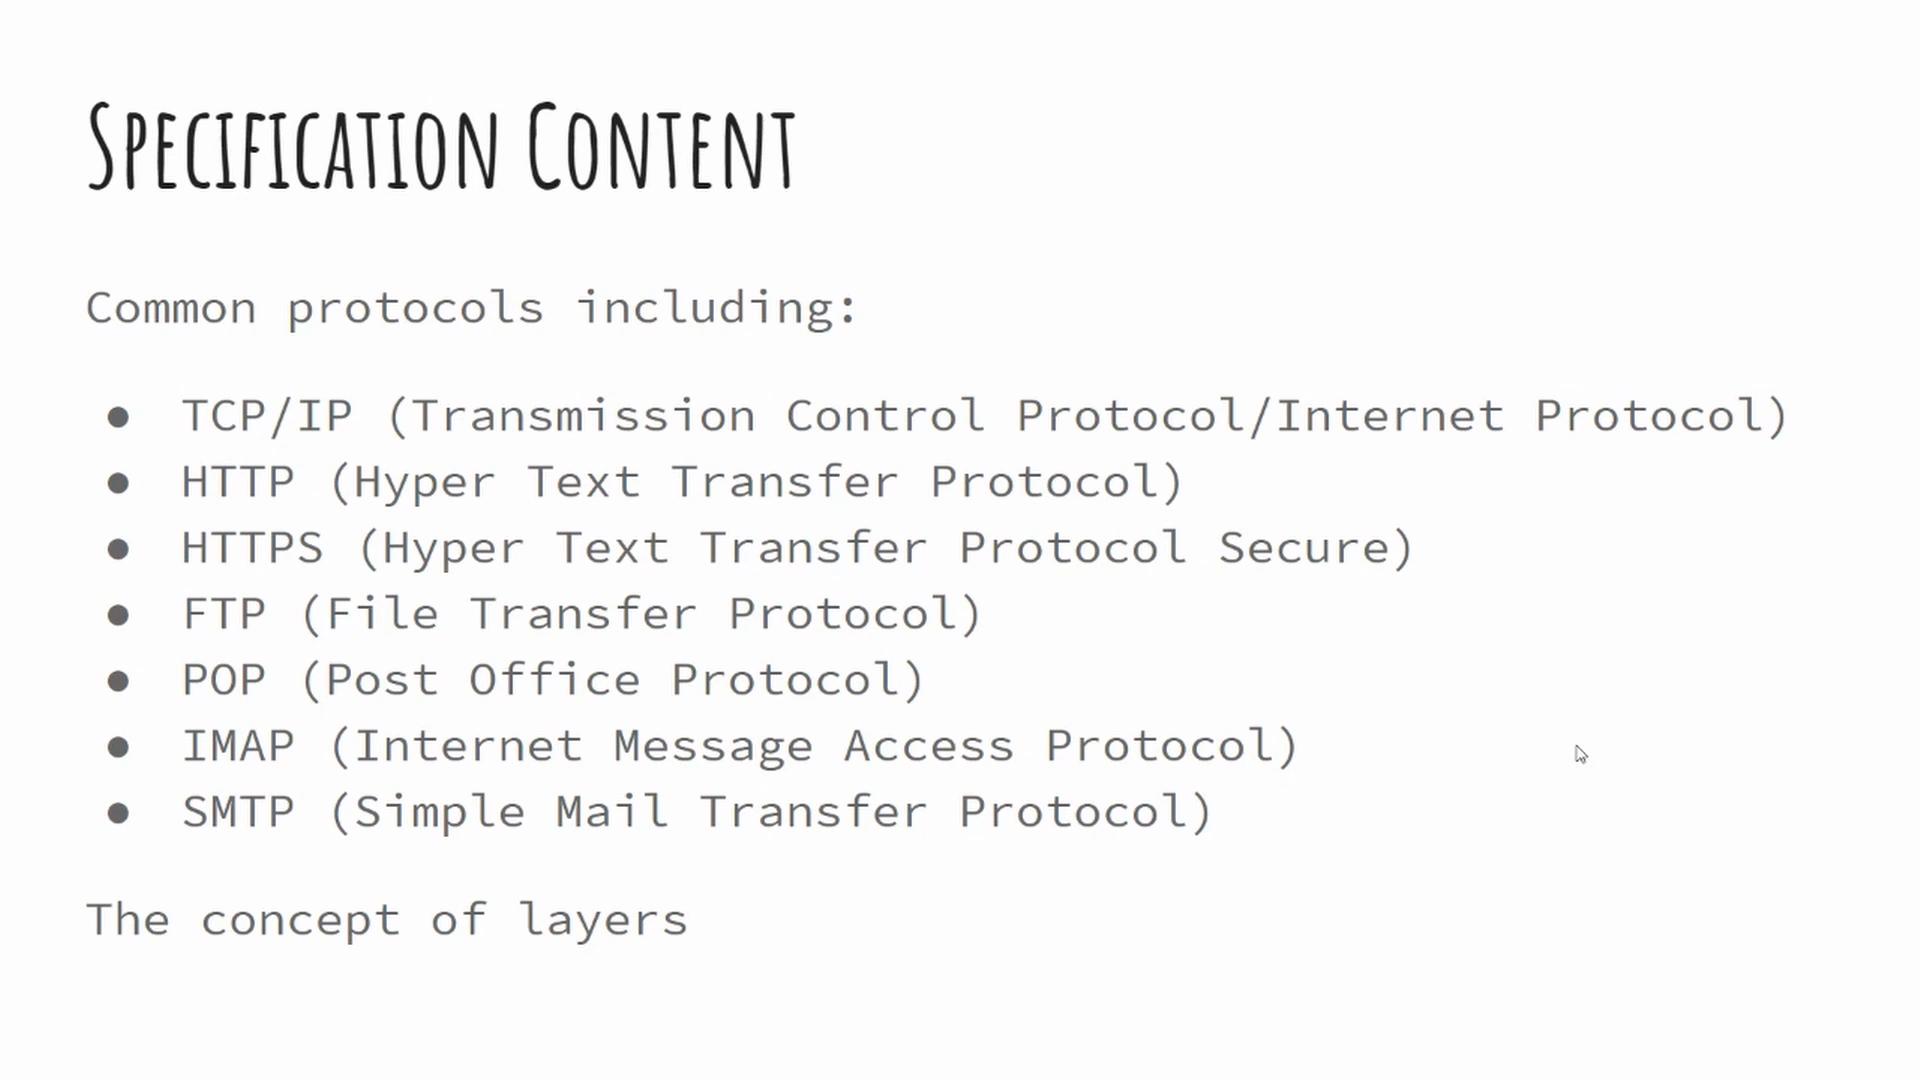 Specification Content
Common protocols including:
● TCP/IP (Transmission Control Protocol/Internet Protocol)
● HTTP (Hyper Text Transfer Protocol)
● HTTPS (Hyper Text Transfer Protocol Secure)
● FTP (File Transfer Protocol)
● POP (Post Office Protocol)
● IMAP (Internet Message Access Protocol)
● SMTP (Simple Mail Transfer Protocol)
The concept of layers